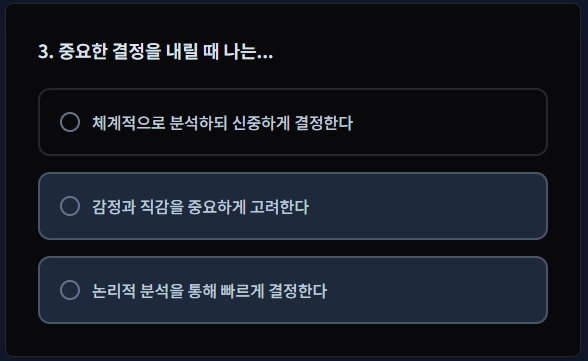 3. 중요한 결정을 내릴 때 나는...
체계적으로 분석하되 신중하게 결정한다
감정과 직감을 중요하게 고려한다
논리적 분석을 통해 빠르게 결정한다